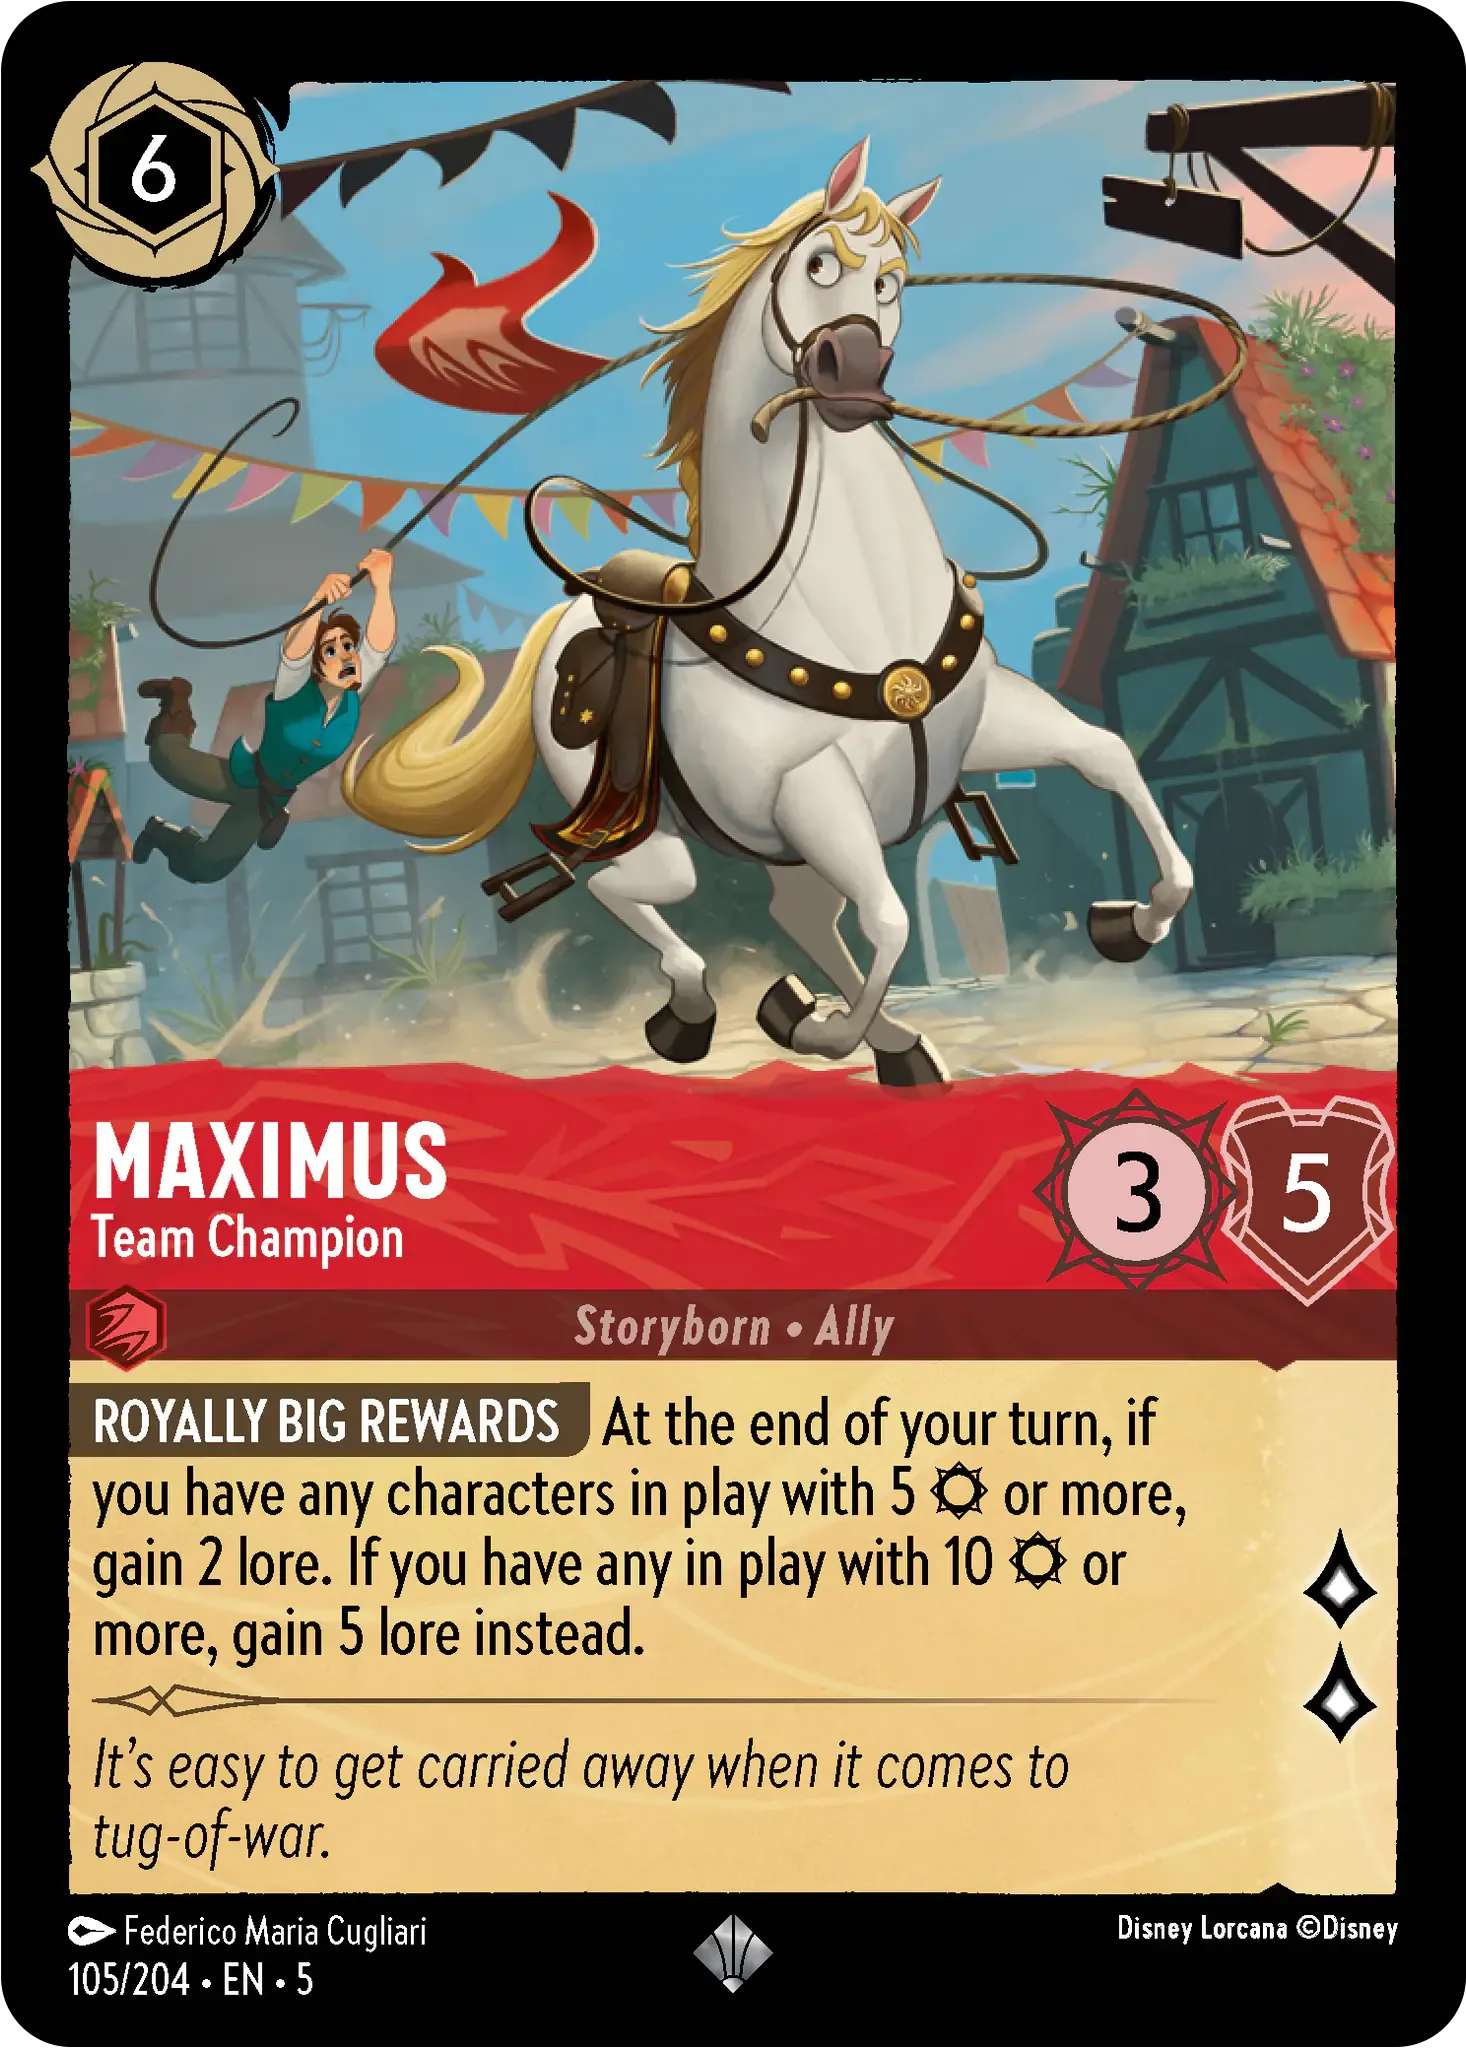 6
MAXIMUS
Team Champion
3
5
Storyborn • Ally
ROYALLY BIG REWARDS At the end of your turn, if
you have any characters in play with 5 or more,
gain 2 lore. If you have any in play with 10 or
more, gain 5 lore instead.
It's easy to get carried away when it comes to
tug-of-war.
Federico Maria Cugliari
Disney Lorcana ©Disney
105/204 • EN • 5